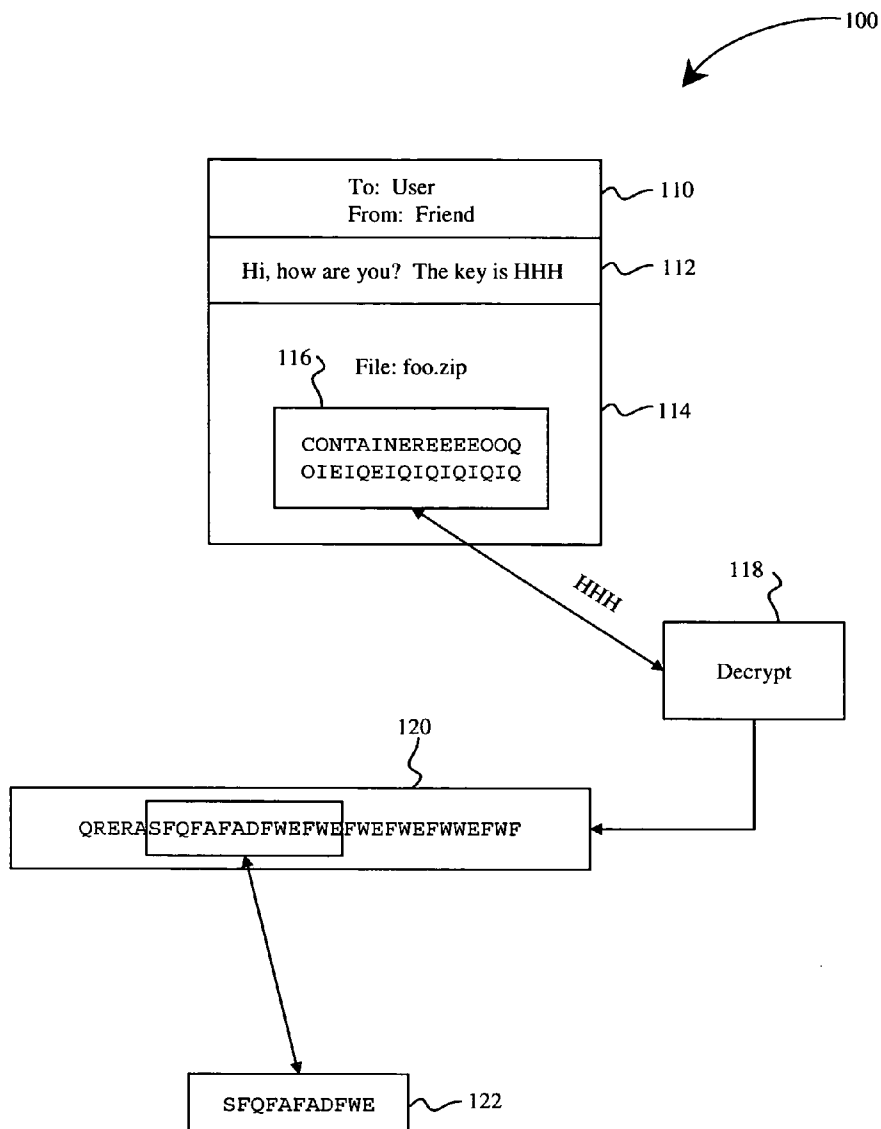 100
To: User
From: Friend
110
Hi, how are you? The key is HHH
112
116
File: foo.zip
114
CONTAINEREEEEOOQ
OIEIQEIQIQIQIQIQ
HHH
118
Decrypt
120
QRERASFQFAFADFWEFWEFWEFWEFWWEFWF
SFQFAFADFWE
122